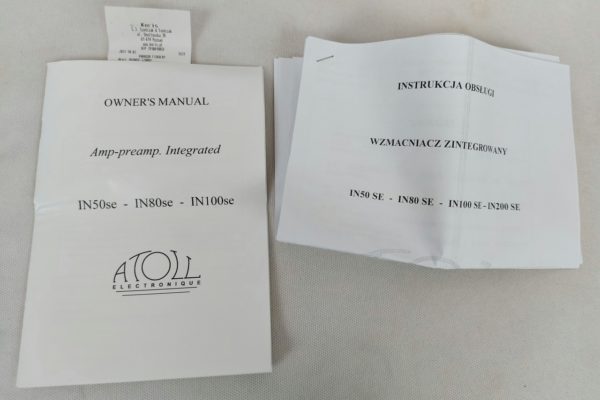 OWNER'S MANUAL
Amp-preamp. Integrated
IN50se - IN80se - IN100se
ATOLL
ELECTRONIQUE
INSTRUKCJA OBSŁUGI
WZMACNIACZ ZINTEGROWANY
IN50 SE - IN80 SE - IN100 SE - IN200 SE